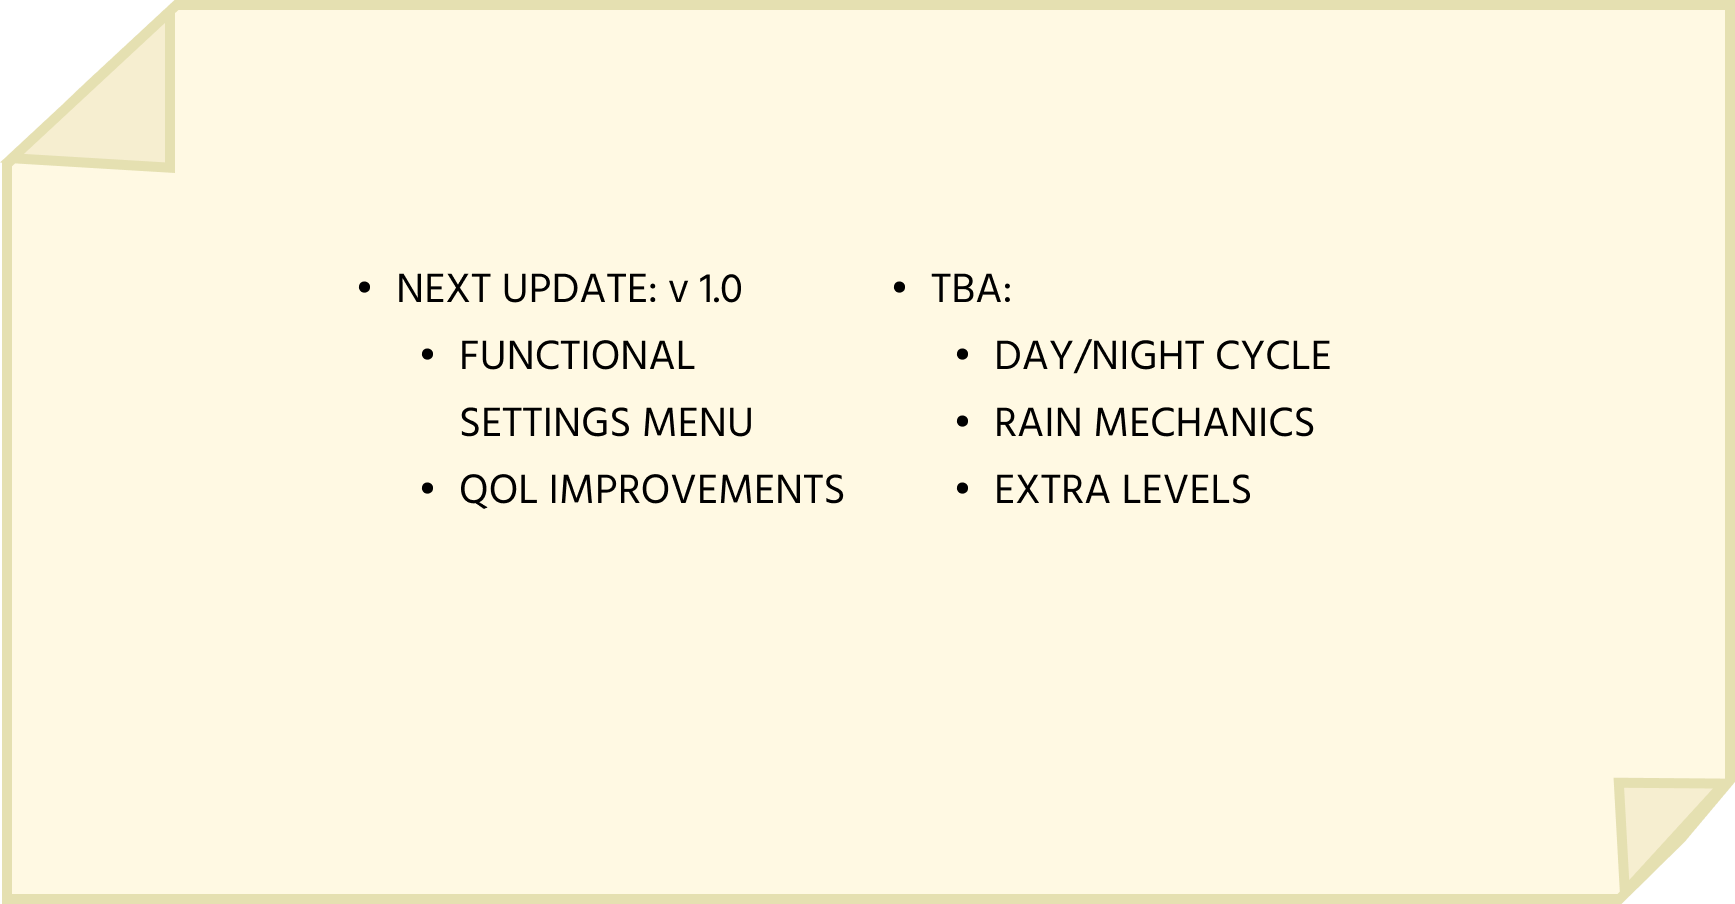 • NEXT UPDATE: v 1.0
• FUNCTIONAL
SETTINGS MENU
• QOL IMPROVEMENTS
• TBA:
• DAY/NIGHT CYCLE
• RAIN MECHANICS
• EXTRA LEVELS